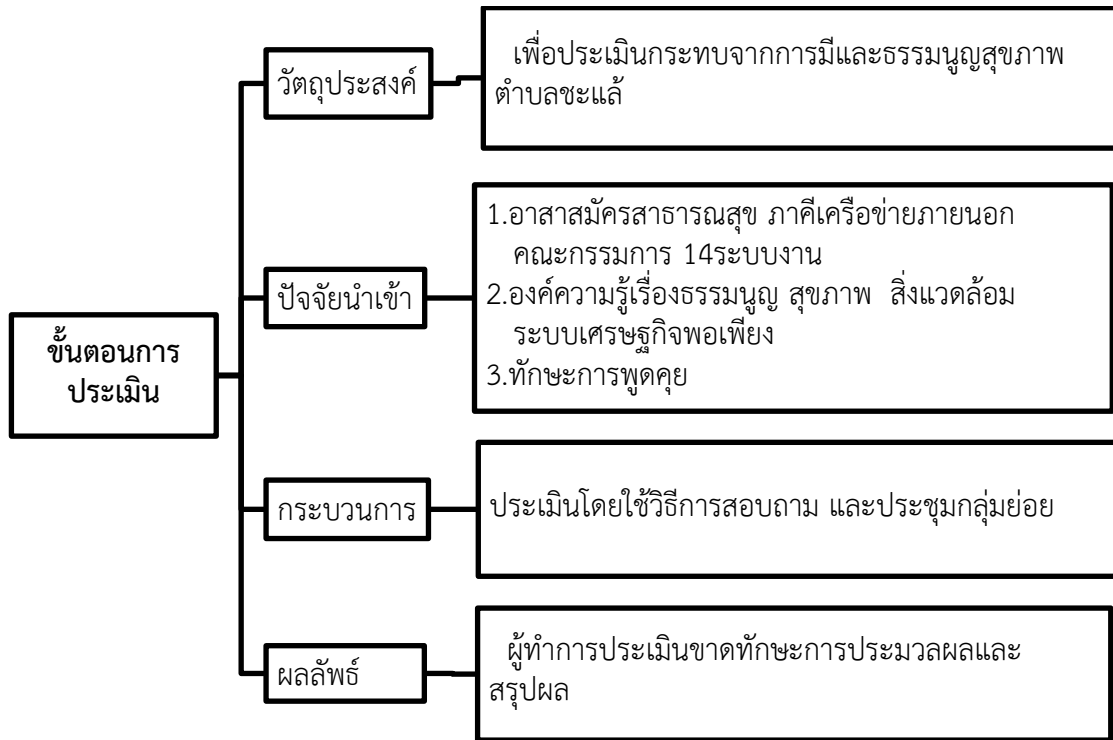 ขั้นตอนการ
ประเมิน
วัตถุประสงค์
เพื่อประเมินกระทบจากการมีและธรรมนูญสุขภาพ
ตำบลชะแล้
ปัจจัยนำเข้า
1.อาสาสมัครสาธารณสุข ภาคีเครือข่ายภายนอก
คณะกรรมการ 14ระบบงาน
2.องค์ความรู้เรื่องธรรมนูญ สุขภาพ สิ่งแวดล้อม
ระบบเศรษฐกิจพอเพียง
3.ทักษะการพูดคุย
กระบวนการ
ประเมินโดยใช้วิธีการสอบถาม และประชุมกลุ่มย่อย
ผลลัพธ์
ผู้ทำการประเมินขาดทักษะการประมวลผลและ
สรุปผล